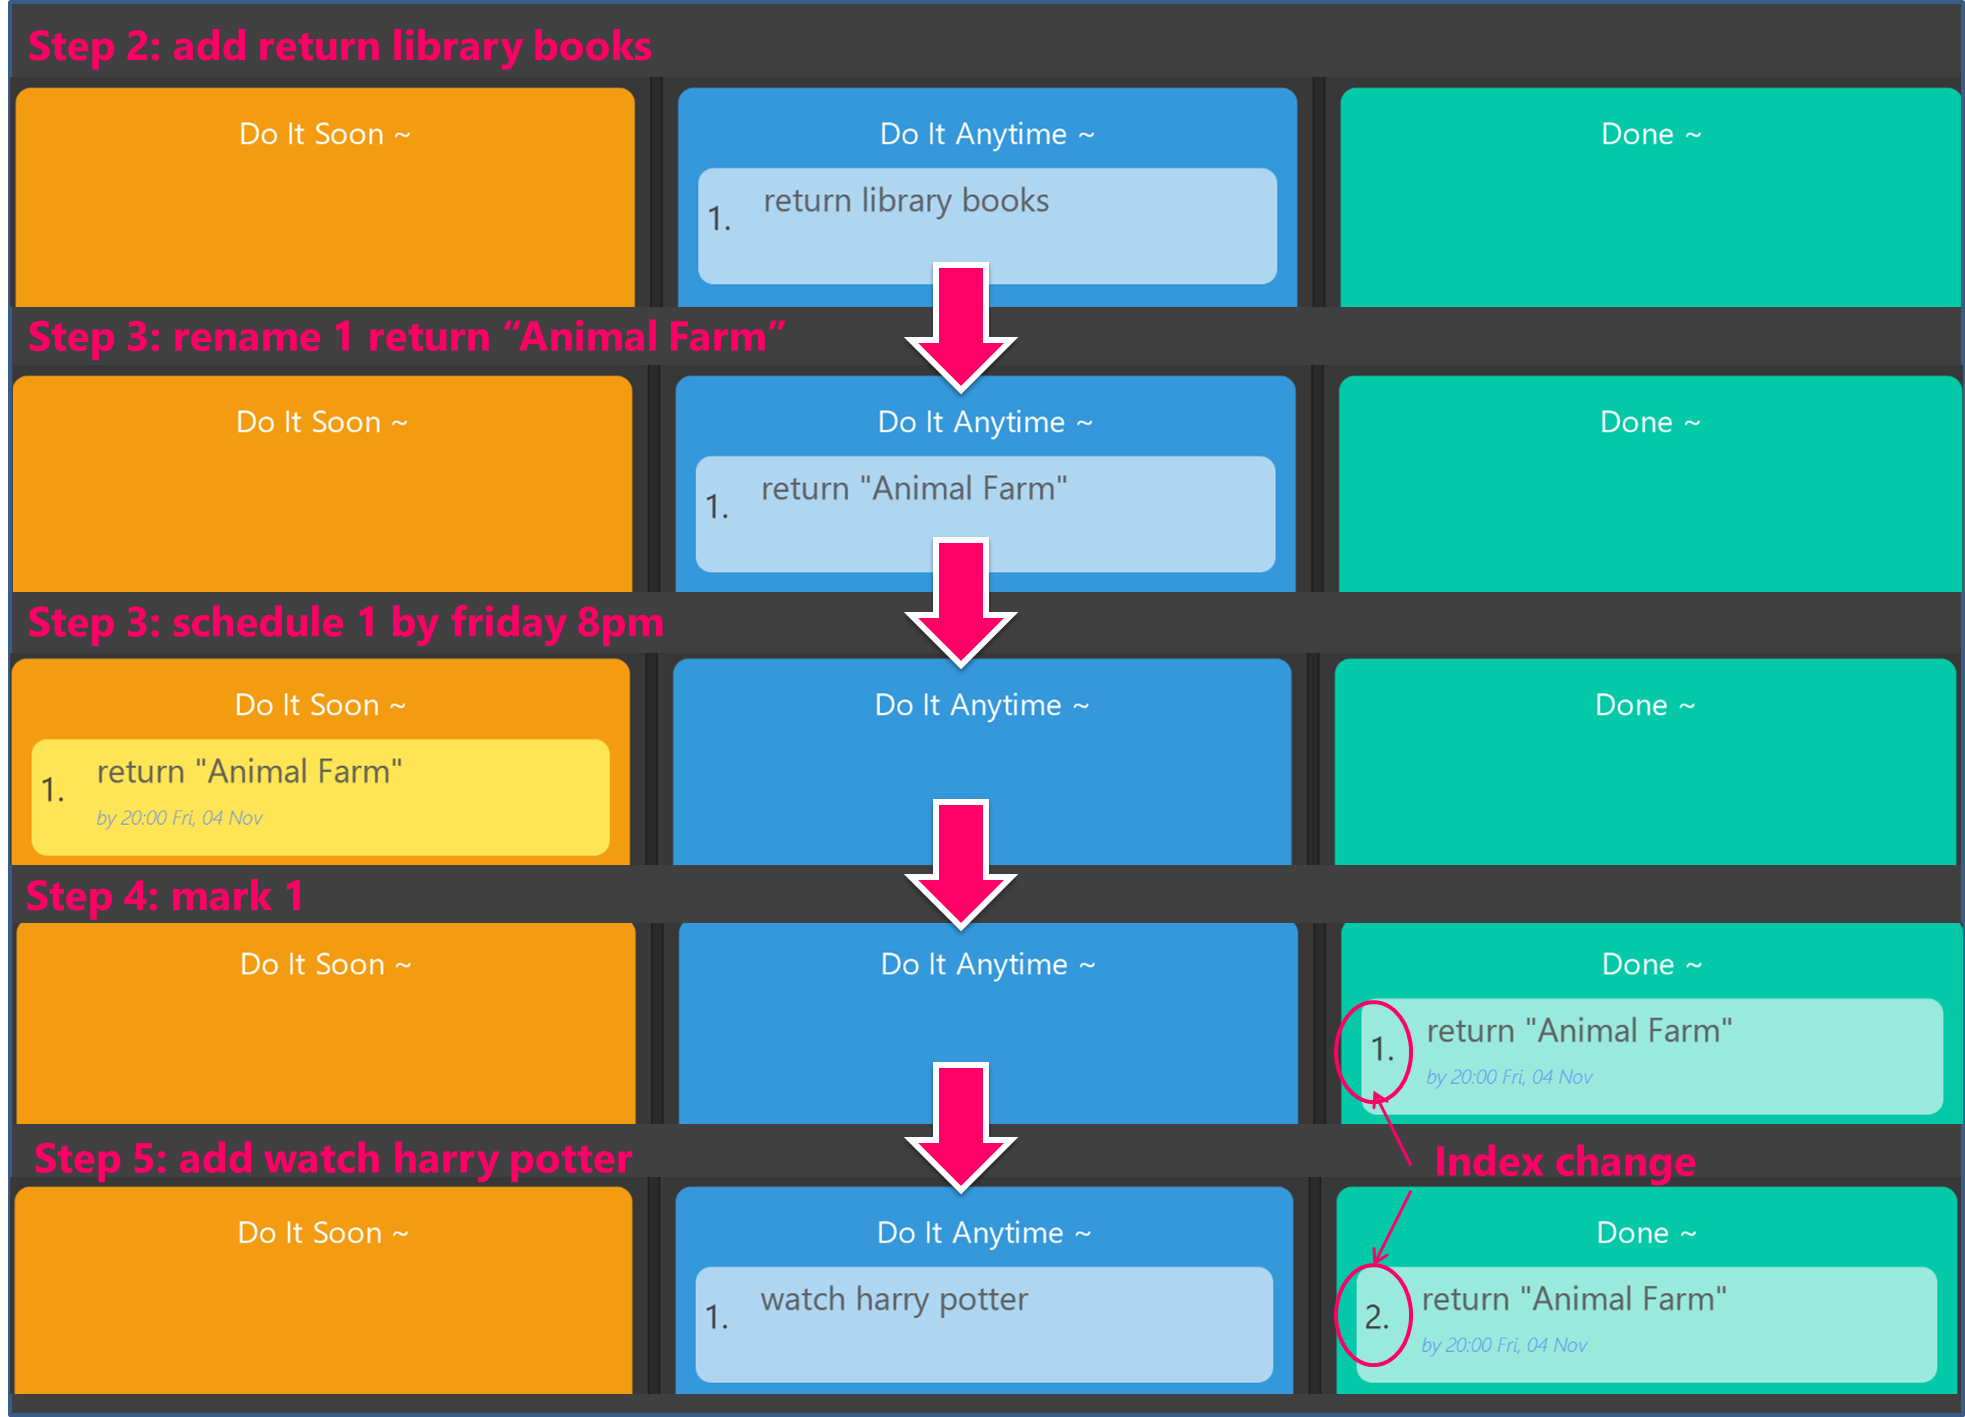 Step 2: add return library books
Do It Soon ~
Do It Anytime ~
Done ~
1. return library books
Step 3: rename 1 return “Animal Farm”
Do It Soon ~
Do It Anytime ~
Done ~
1. return "Animal Farm"
Step 3: schedule 1 by friday 8pm
Do It Soon ~
Do It Anytime ~
Done ~
1. return "Animal Farm"
by 20:00 Fri, 04 Nov
Step 4: mark 1
Do It Soon ~
Do It Anytime ~
Done ~
1. return "Animal Farm"
by 20:00 Fri, 04 Nov
Step 5: add watch harry potter
Index change
Do It Soon ~
Do It Anytime ~
Done ~
1. watch harry potter
2. return "Animal Farm"
by 20:00 Fri, 04 Nov